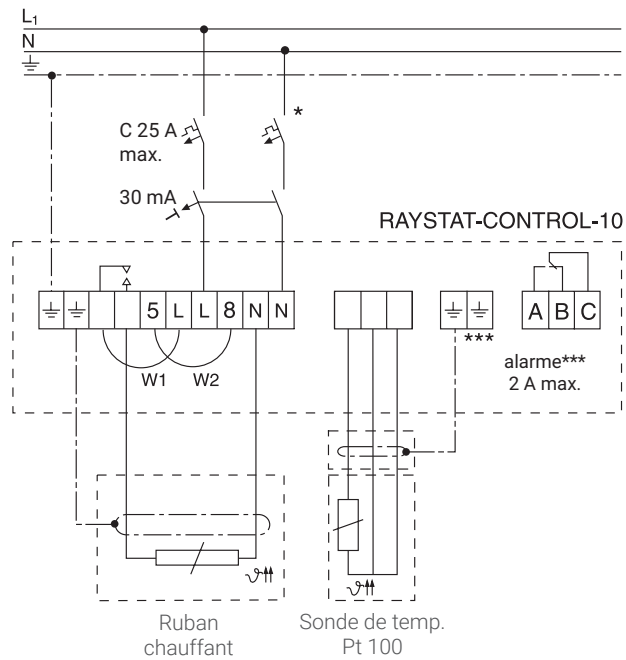 L1
N
C 25 A
max.
*
30 mA
RAYSTAT-CONTROL-10
5 L L 8 N N
A B C
***
W1 W2
alarme***
2 A max.
Ruban
chauffant
Sonde de temp.
Pt 100